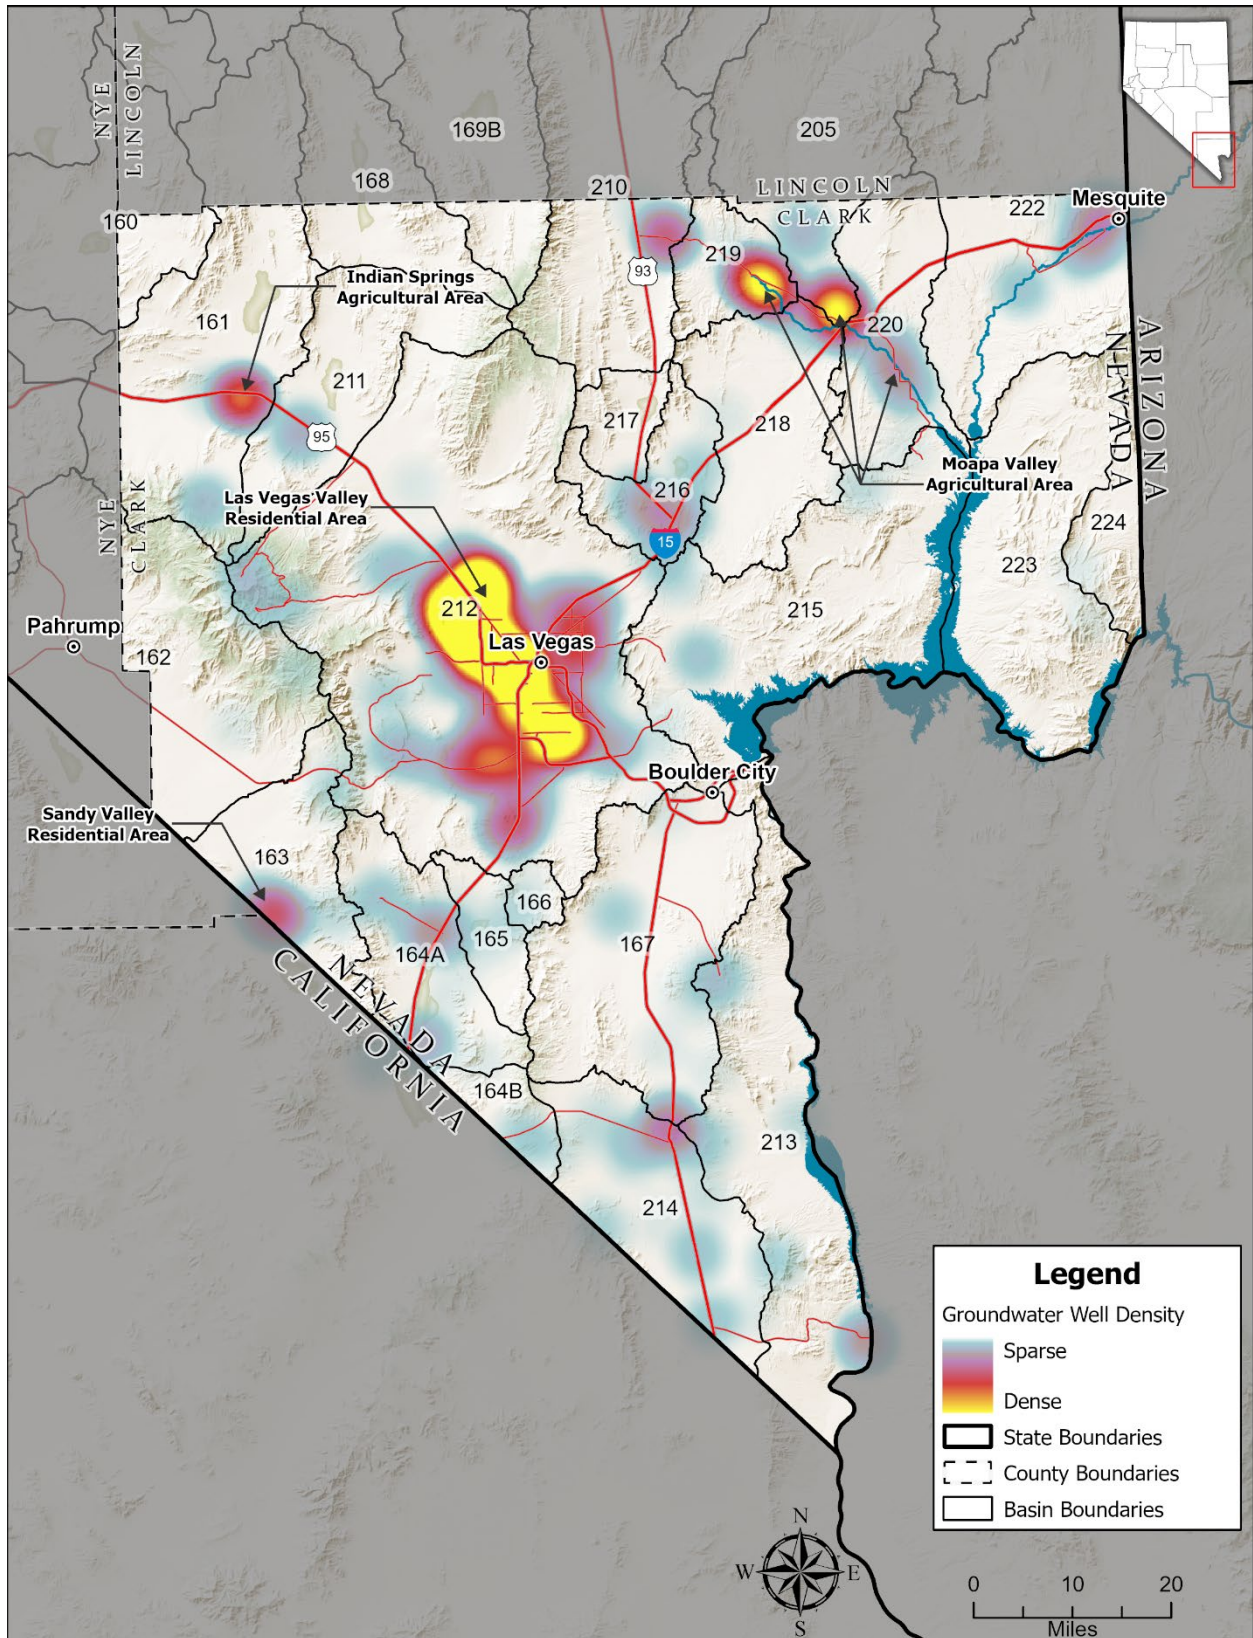 NYE
LINCOLN
169B
205
168
210
LINCOLN
CLARK
160
222
Mesquite
219
93
Indian Springs
Agricultural Area
161
220
ARIZONA
NEVADA
211
217
218
95
Moapa Valley
Agricultural Area
Las Vegas Valley
Residential Area
216
NYE
CLARK
15
224
223
212
215
Pahrump
Las Vegas
162
Boulder City
Sandy Valley
Residential Area
163
166
165
167
164A
NEVADA
CALIFORNIA
164B
213
214
Legend
Groundwater Well Density
Sparse
Dense
State Boundaries
County Boundaries
Basin Boundaries
N
W
E
S
0 10 20
Miles